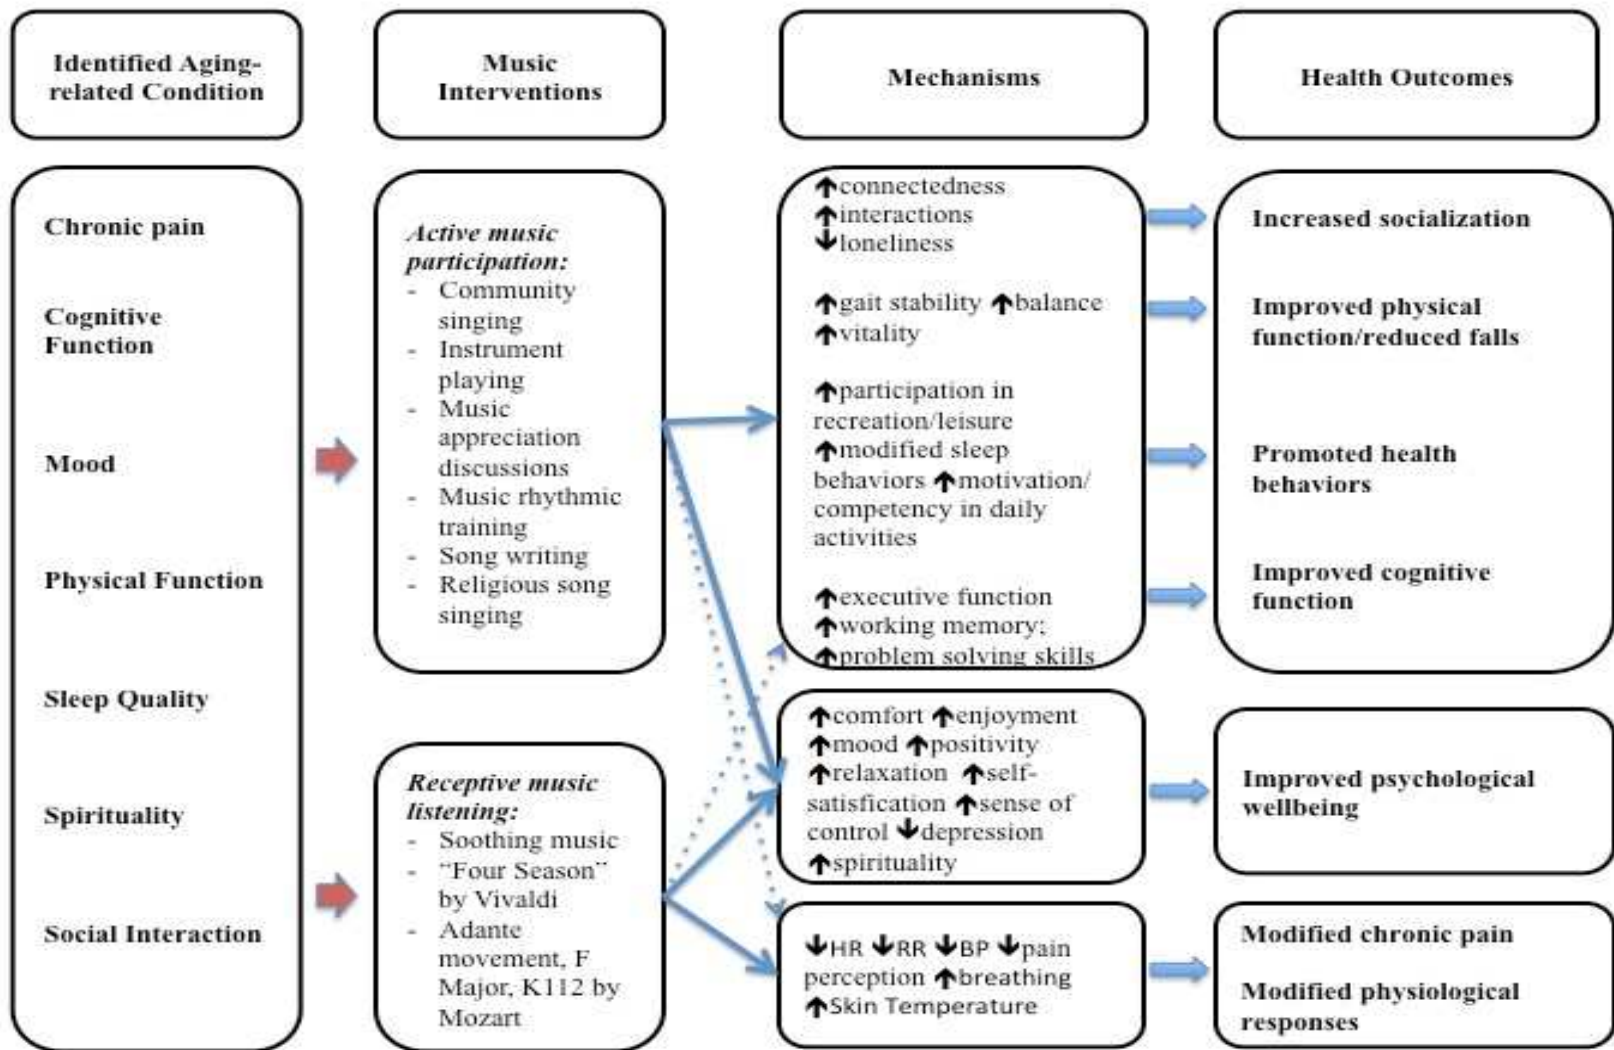 Identified Aging-
related Condition
Music
Interventions
Mechanisms
Health Outcomes
Chronic pain
Cognitive
Function
Mood
Physical Function
Sleep Quality
Spirituality
Social Interaction
Active music
participation:
- Community
singing
- Instrument
playing
- Music
appreciation
discussions
- Music rhythmic
training
- Song writing
- Religious song
singing
Receptive music
listening:
- Soothing music
- “Four Season”
by Vivaldi
- Adante
movement, F
Major, K112 by
Mozart
↑connectedness
↑interactions
↓loneliness
↑gait stability ↑balance
↑vitality
↑participation in
recreation/leisure
↑modified sleep
behaviors ↑motivation/
competency in daily
activities
↑executive function
↑working memory;
↑problem solving skills
↑comfort ↑enjoyment
↑mood ↑positivity
↑relaxation ↑self-
satisfication ↑sense of
control ↓depression
↑spirituality
↓HR ↓RR ↓BP ↓pain
perception ↑breathing
↑Skin Temperature
Increased socialization
Improved physical
function/reduced falls
Promoted health
behaviors
Improved cognitive
function
Improved psychological
wellbeing
Modified chronic pain
Modified physiological
responses